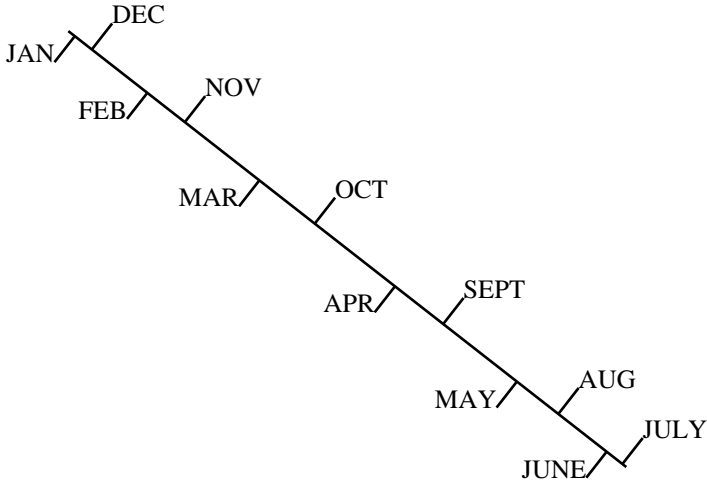 DEC
JAN
NOV
FEB
OCT
MAR
SEPT
APR
AUG
MAY
JULY
JUNE